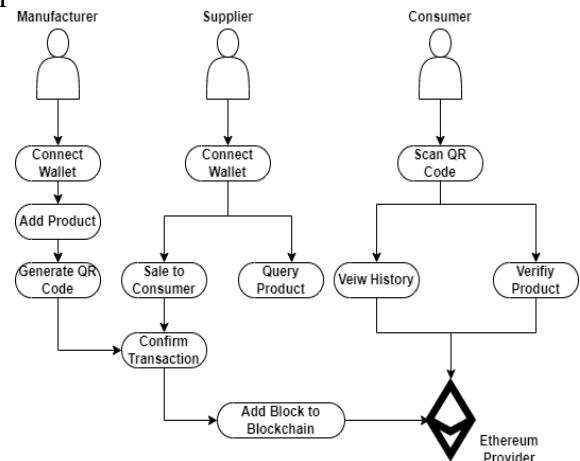 Manufacturer
Supplier
Consumer
Connect
Wallet
Connect
Wallet
Scan QR
Code
Add Product
Generate QR
Code
Sale to
Consumer
Query
Product
Veiw History
Verifiy
Product
Confirm
Transaction
Add Block to
Blockchain
Ethereum
Provider